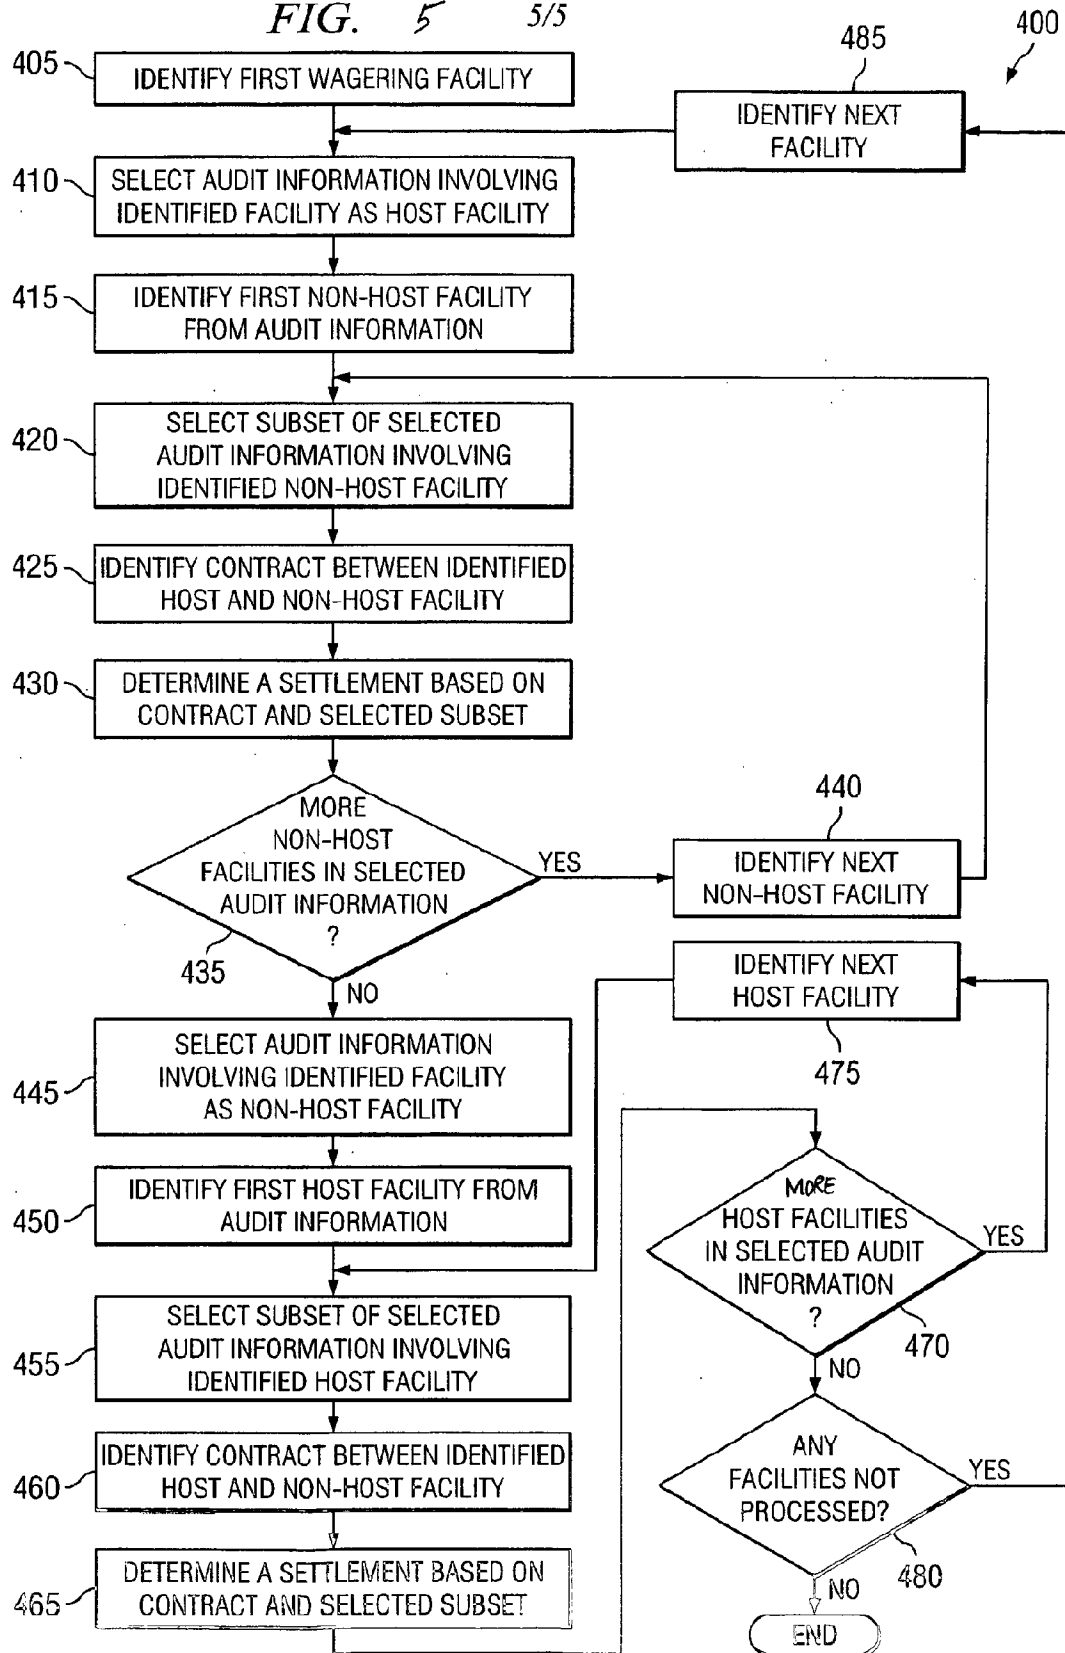 FIG. 5 5/5
400
405
IDENTIFY FIRST WAGERING FACILITY
485
IDENTIFY NEXT
FACILITY
410
SELECT AUDIT INFORMATION INVOLVING
IDENTIFIED FACILITY AS HOST FACILITY
415
IDENTIFY FIRST NON-HOST FACILITY
FROM AUDIT INFORMATION
420
SELECT SUBSET OF SELECTED
AUDIT INFORMATION INVOLVING
IDENTIFIED NON-HOST FACILITY
425
IDENTIFY CONTRACT BETWEEN IDENTIFIED
HOST AND NON-HOST FACILITY
430
DETERMINE A SETTLEMENT BASED ON
CONTRACT AND SELECTED SUBSET
MORE
NON-HOST
FACILITIES IN SELECTED
AUDIT INFORMATION
?
435
YES
NO
440
IDENTIFY NEXT
NON-HOST FACILITY
IDENTIFY NEXT
HOST FACILITY
475
445
SELECT AUDIT INFORMATION
INVOLVING IDENTIFIED FACILITY
AS NON-HOST FACILITY
450
IDENTIFY FIRST HOST FACILITY FROM
AUDIT INFORMATION
455
SELECT SUBSET OF SELECTED
AUDIT INFORMATION INVOLVING
IDENTIFIED HOST FACILITY
460
IDENTIFY CONTRACT BETWEEN IDENTIFIED
HOST AND NON-HOST FACILITY
465
DETERMINE A SETTLEMENT BASED ON
CONTRACT AND SELECTED SUBSET
MORE
HOST FACILITIES
IN SELECTED AUDIT
INFORMATION
?
YES
470
NO
ANY
FACILITIES NOT
PROCESSED?
YES
480
NO
END